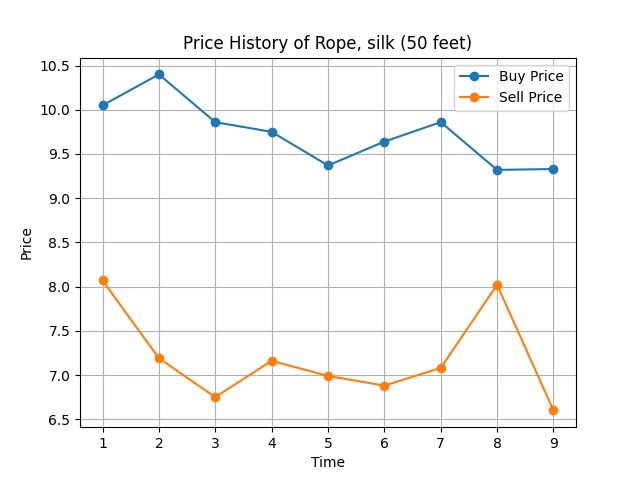 Price History of Rope, silk (50 feet)
Buy Price
Sell Price
10.5
10.0
9.5
9.0
8.5
8.0
7.5
7.0
6.5
Price
1 2 3 4 5 6 7 8 9
Time